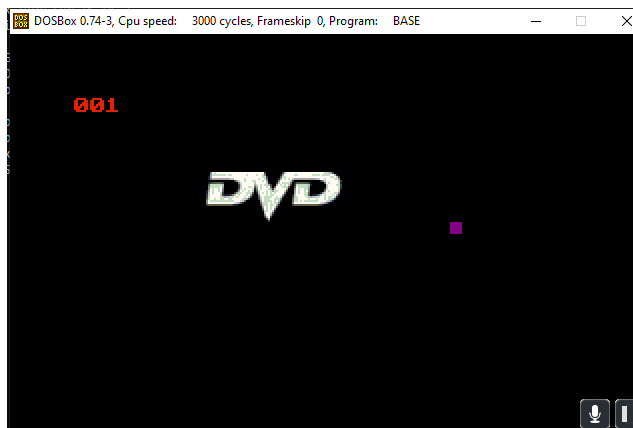 DOSBox 0.74-3, Cpu speed: 3000 cycles, Frameskip 0, Program: BASE
001
DVD